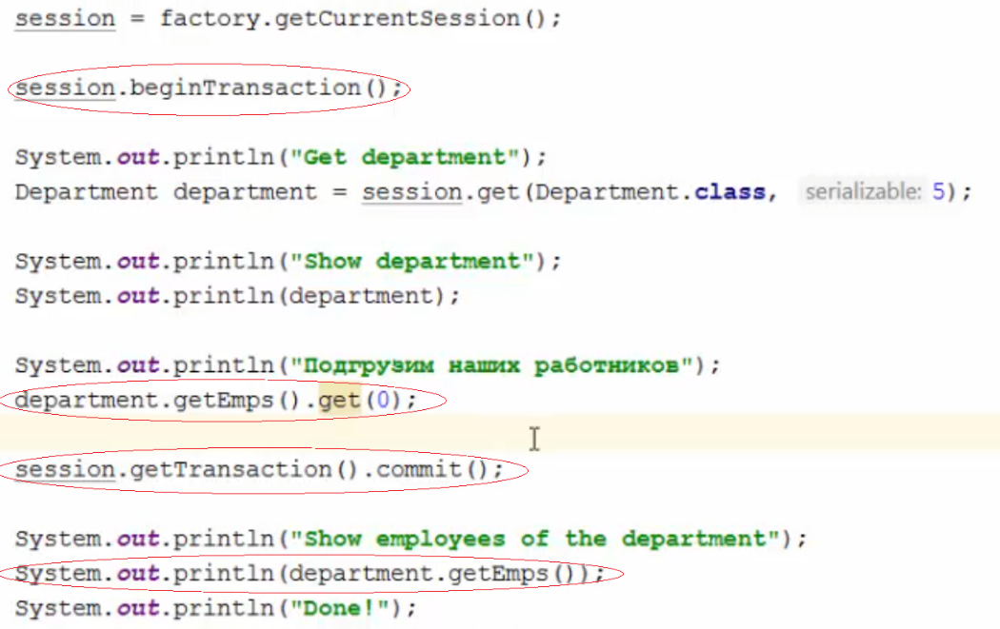 session = factory.getCurrentSession();
session.beginTransaction();
System.out.println("Get department");
Department department = session.get(Department.class, serializable: 5);
System.out.println("Show department");
System.out.println(department);
System.out.println("Подгрузим наших работников");
department.getEmps().get(0);
session.getTransaction().commit();
System.out.println("Show employees of the department");
System.out.println(department.getEmps());
System.out.println("Done!");